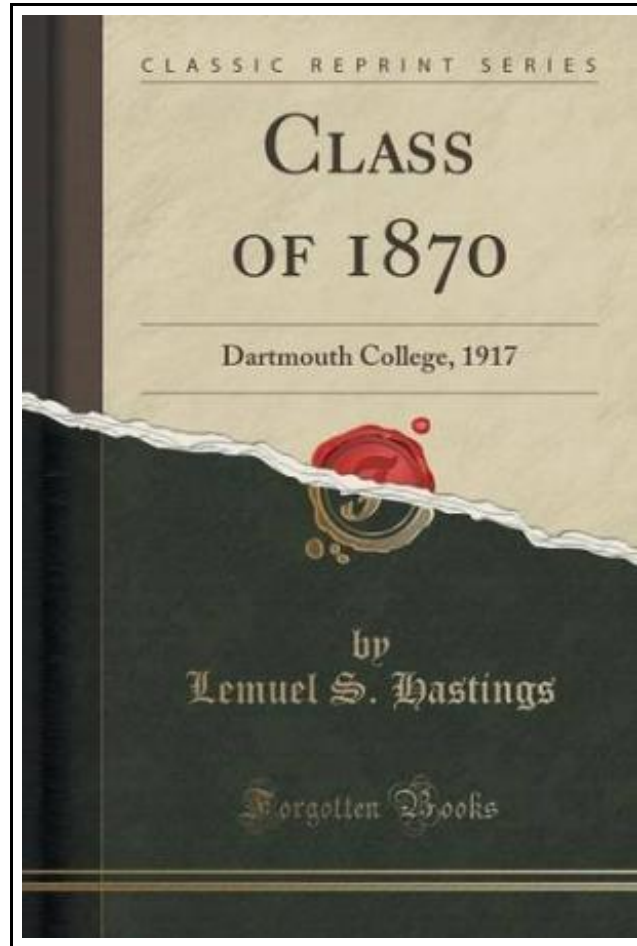 CLASSIC REPRINT SERIES
CLASS
OF 1870
Dartmouth College, 1917
F
by
Lemuel S. Hastings
Forgotten Books